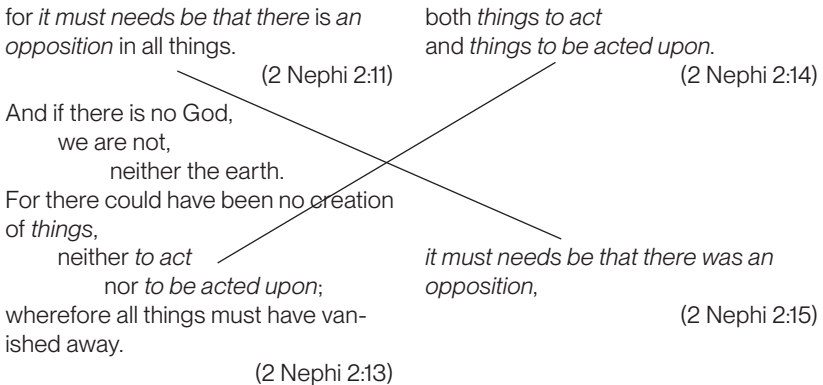 for it must needs be that there is an
opposition in all things.
(2 Nephi 2:11)
And if there is no God,
we are not,
neither the earth.
For there could have been no creation
of things,
neither to act
nor to be acted upon;
wherefore all things must have van-
ished away.
(2 Nephi 2:13)
both things to act
and things to be acted upon.
(2 Nephi 2:14)
it must needs be that there was an
opposition,
(2 Nephi 2:15)